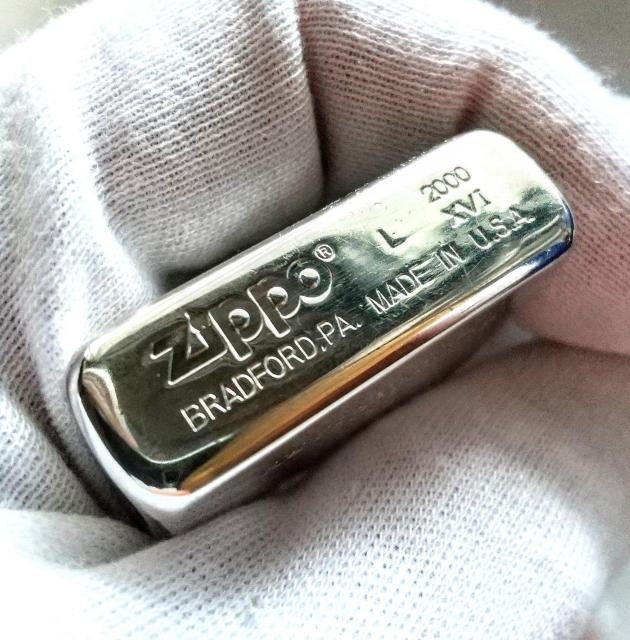 2000
L XVI
Zippo®
BRADFORD,PA. MADE IN U.S.A.